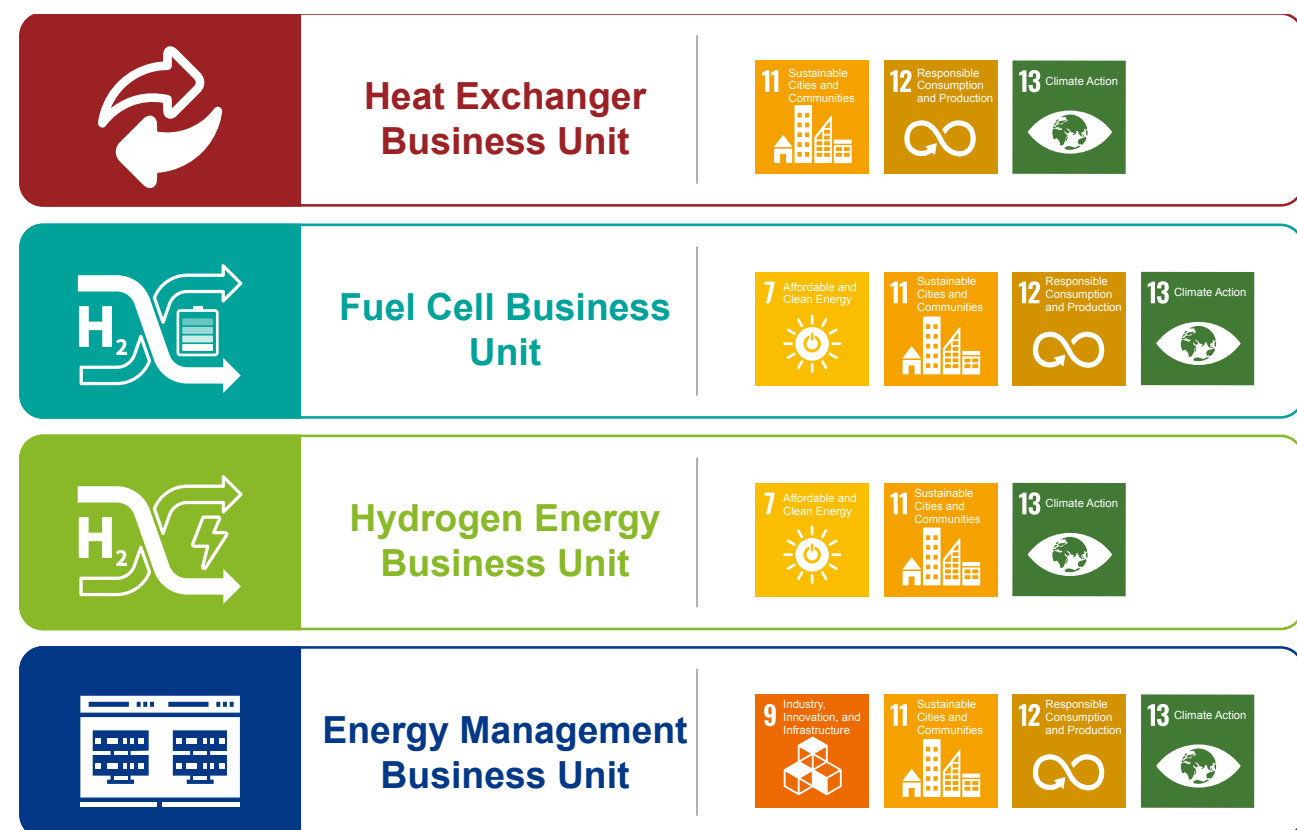 Heat Exchanger
Business Unit
11 Sustainable
Cities and
Communities
12 Responsible
Consumption
and Production
13 Climate Action
H2
Fuel Cell Business
Unit
7 Affordable and
Clean Energy
11 Sustainable
Cities and
Communities
12 Responsible
Consumption
and Production
13 Climate Action
H2
Hydrogen Energy
Business Unit
7 Affordable and
Clean Energy
11 Sustainable
Cities and
Communities
13 Climate Action
Energy Management
Business Unit
9 Industry,
Innovation, and
Infrastructure
11 Sustainable
Cities and
Communities
12 Responsible
Consumption
and Production
13 Climate Action